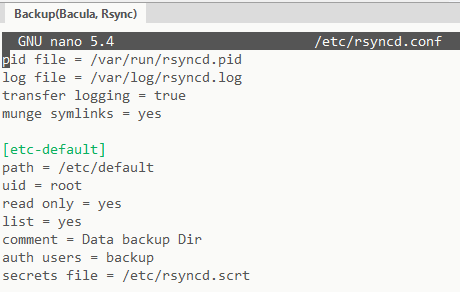 Backup(Bacula, Rsync)
GNU nano 5.4 /etc/rsyncd.conf
pid file = /var/run/rsyncd.pid
log file = /var/log/rsyncd.log
transfer logging = true
munge symlinks = yes
[etc-default]
path = /etc/default
uid = root
read only = yes
list = yes
comment = Data backup Dir
auth users = backup
secrets file = /etc/rsyncd.scrt